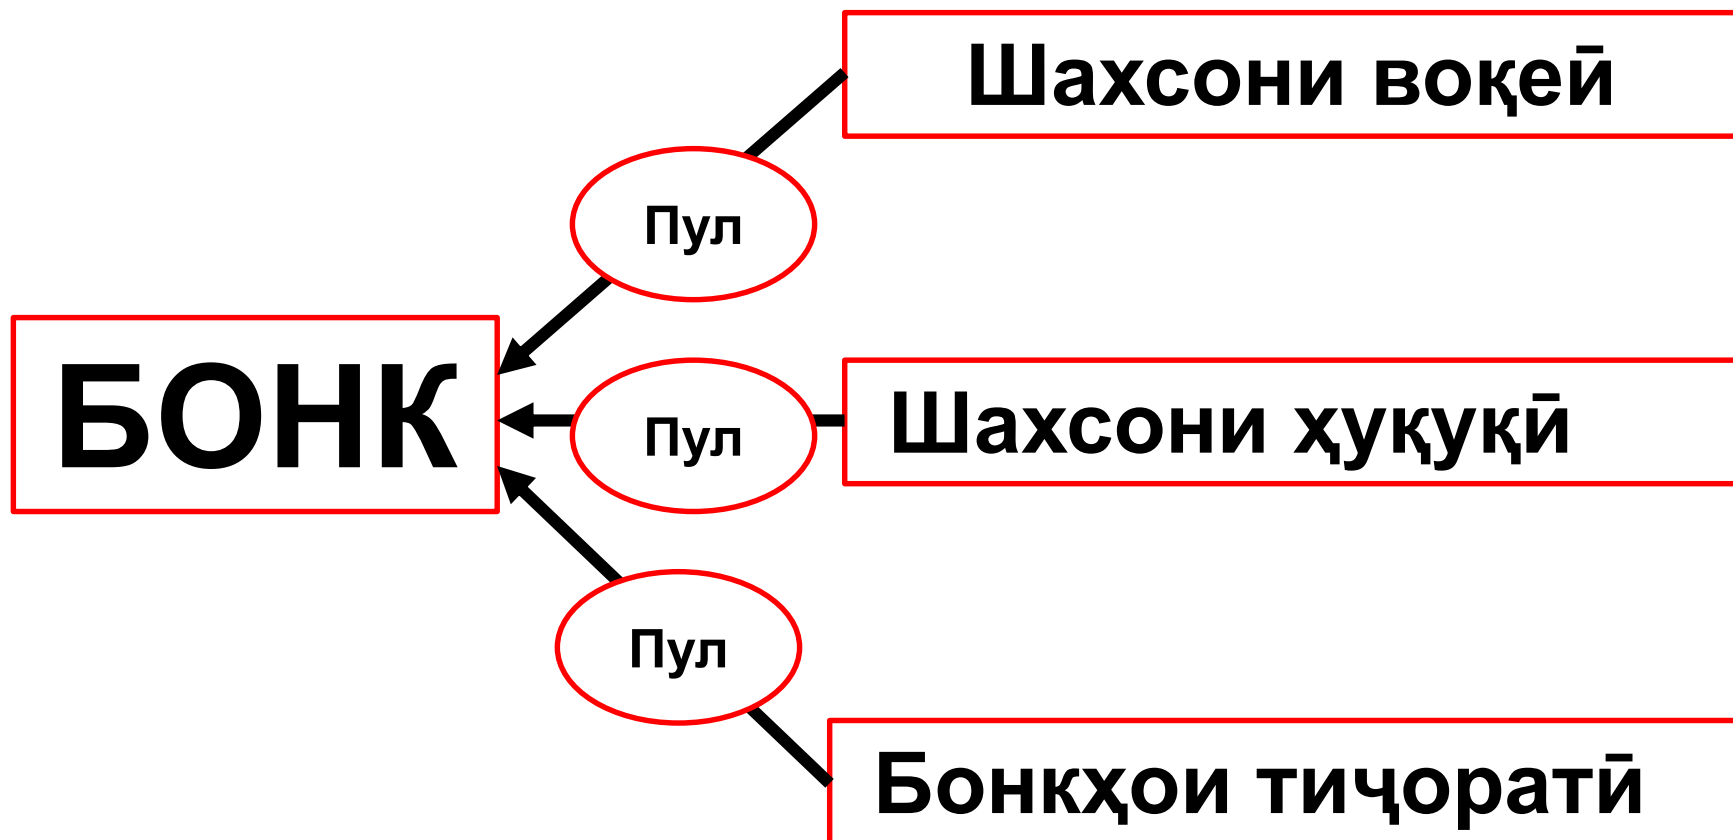 Шахсони воқеӣ
Пул
БОНК
Пул
Шахсони ҳуқуқӣ
Пул
Бонкҳои тиҷоратӣ